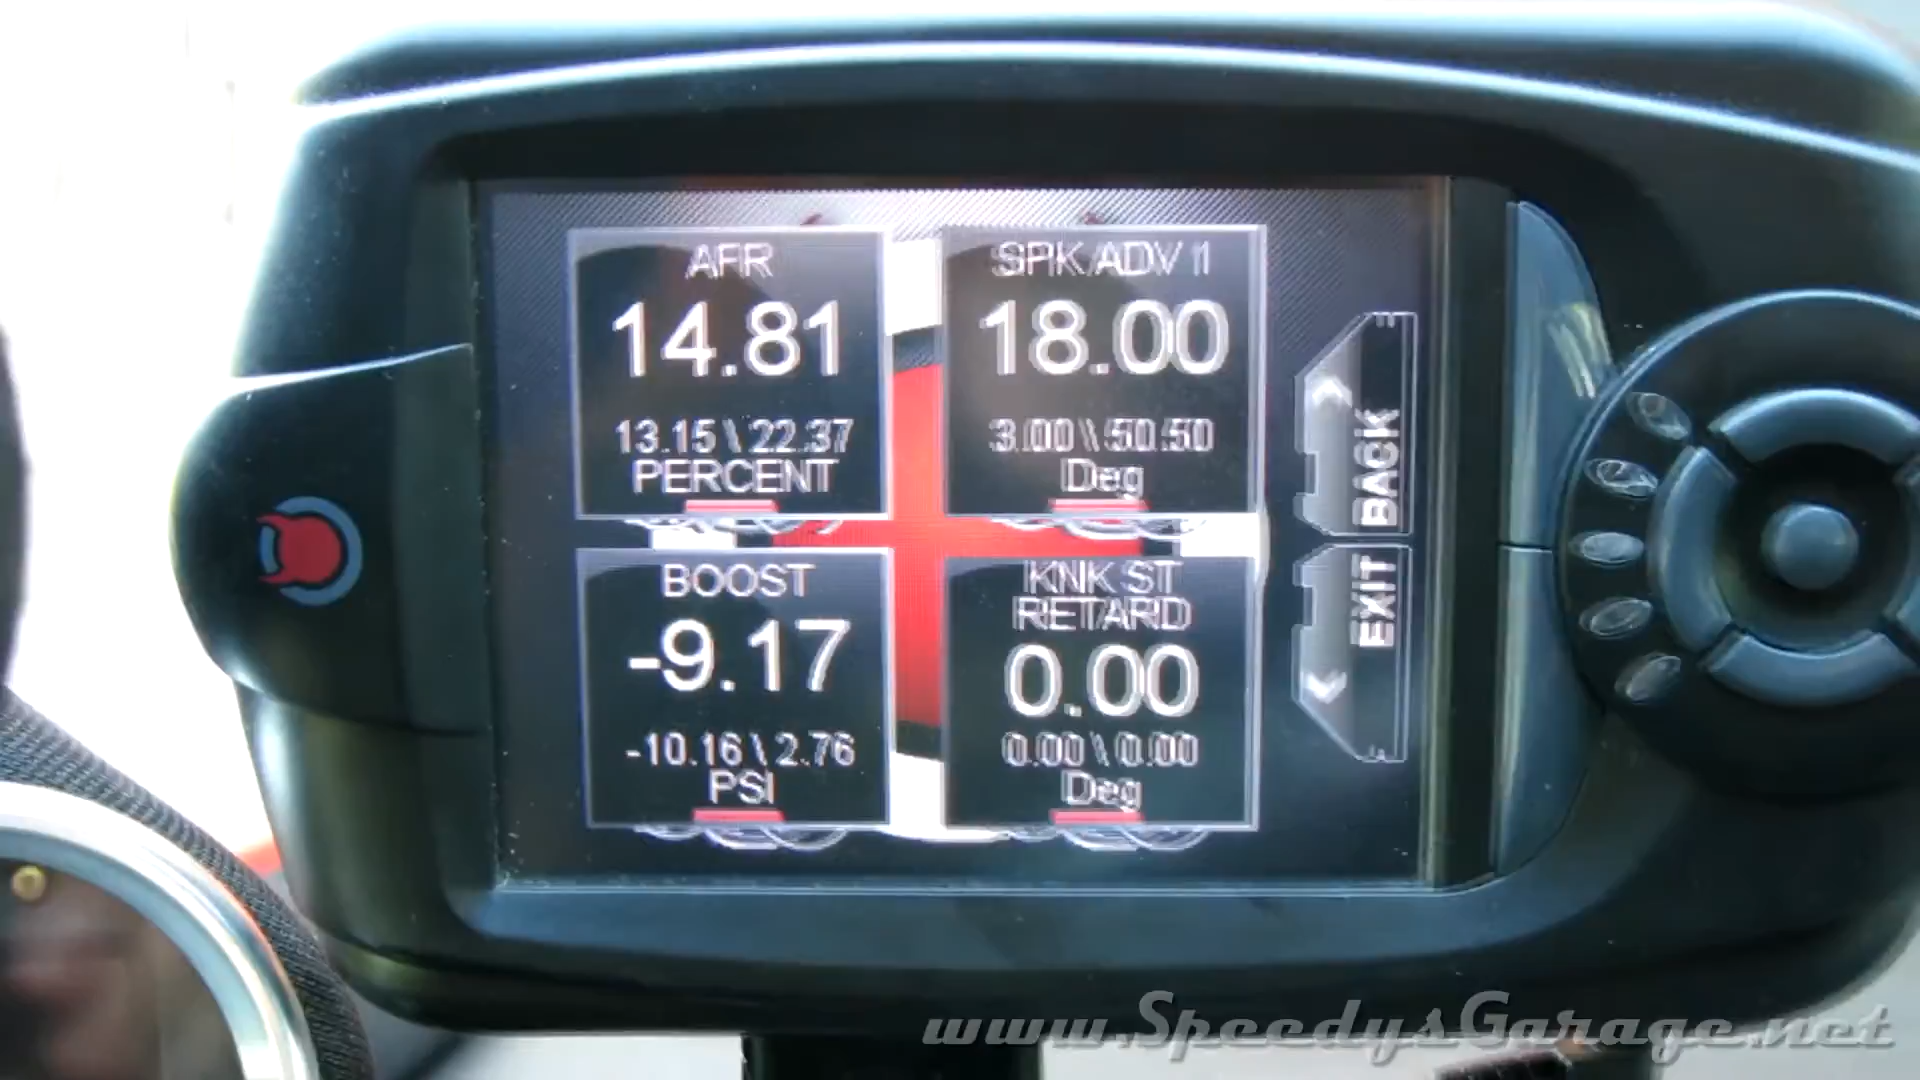 AFR
14.81
13.15 \ 22.37
PERCENT
SPK ADV 1
18.00
3.00 \ 50.50
Deg
BOOST
-9.17
-10.16 \ 2.76
PSI
KNK ST
RETARD
0.00
0.00 \ 0.00
Deg
BACK
EXIT
www.SpeedysGarage.net